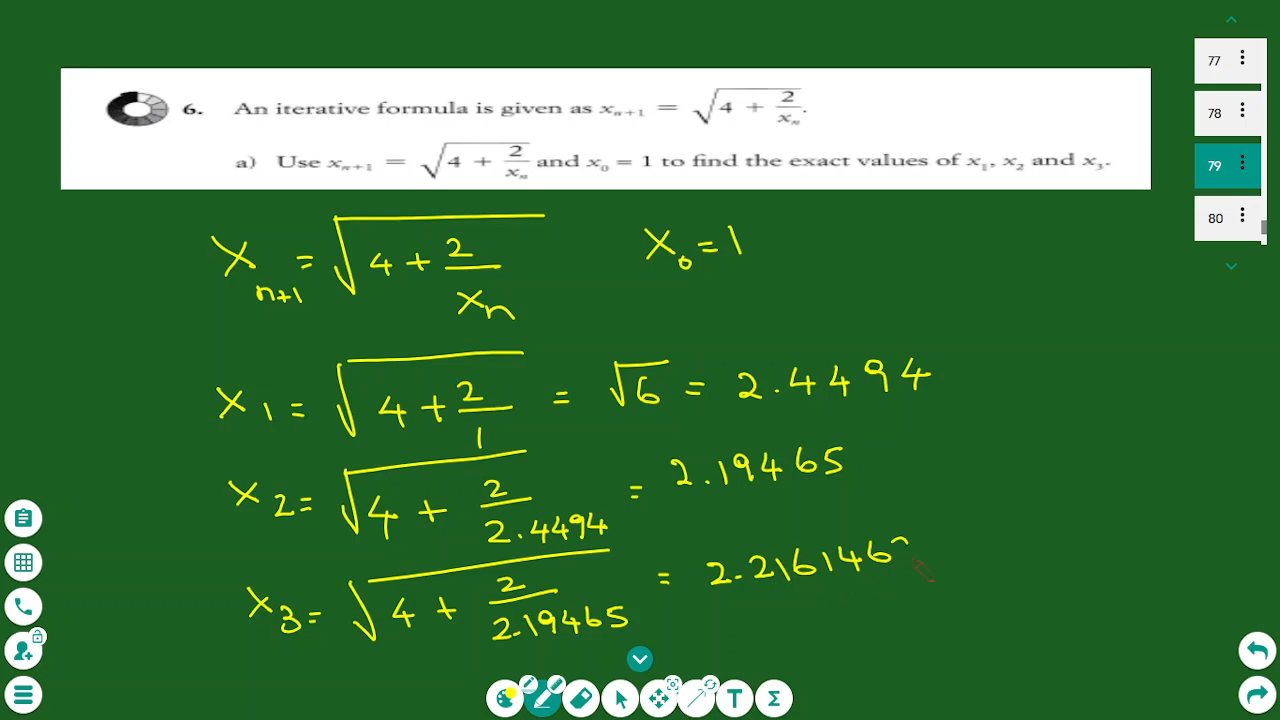 6. An iterative formula is given as xₙ₊₁ = √(4 + 2/xₙ).
a) Use xₙ₊₁ = √(4 + 2/xₙ) and x₀ = 1 to find the exact values of x₁, x₂ and x₃.
Xₙ₊₁ = √(4 + 2/Xₙ) X₀ = 1
X₁ = √(4 + 2/1) = √6 = 2.4494
X₂ = √(4 + 2/2.4494) = 2.19465
X₃ = √(4 + 2/2.19465) = 2.216146
77
78
79
80
T
Σ